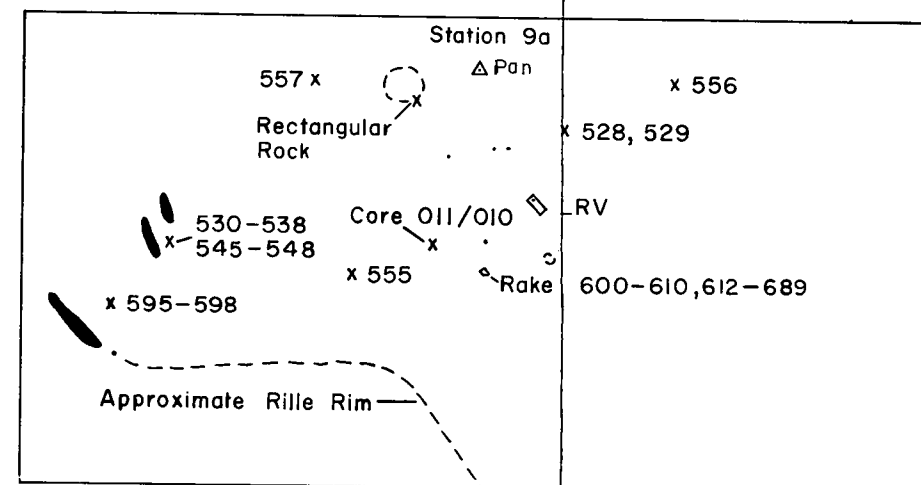 Station 9a
Pan
557 x
x 556
Rectangular
Rock
x 528, 529
530-538
545-548
x
Core 011/010
x
RV
x 555
Rake 600-610, 612-689
x 595-598
Approximate Rille Rim